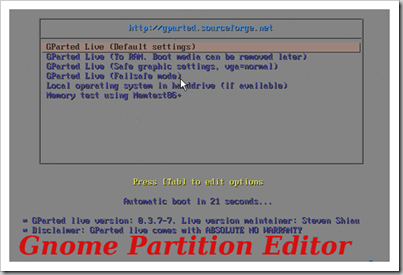 http://gparted.sourceforge.net
GParted Live (Default settings)
GParted Live (To RAM. Boot media can be removed later)
GParted Live (Safe graphic settings, vga=normal)
GParted Live (Failsafe mode)
Local operating system in harddrive (if available)
Memory test using Memtest86+
Press [Tab] to edit options
Automatic boot in 21 seconds...
* GParted live version: 0.3.7-7. Live version maintainer: Steven Shiau
* Disclaimer: GParted live comes with ABSOLUTE NO WARRANTY
Gnome Partition Editor